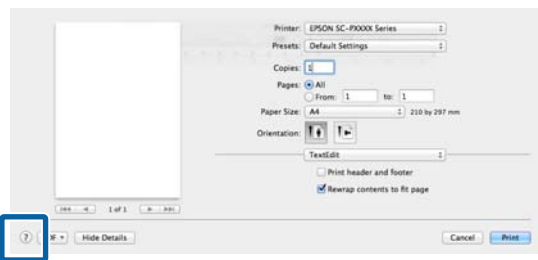 Printer: EPSON SC-PXXXX Series
Presets: Default Settings
Copies: 1
Pages: All
From: 1 to: 1
Paper Size: A4 210 by 297 mm
Orientation:
TextEdit
Print header and footer
Rewrap contents to fit page
1 of 1
? DF Hide Details Cancel Print